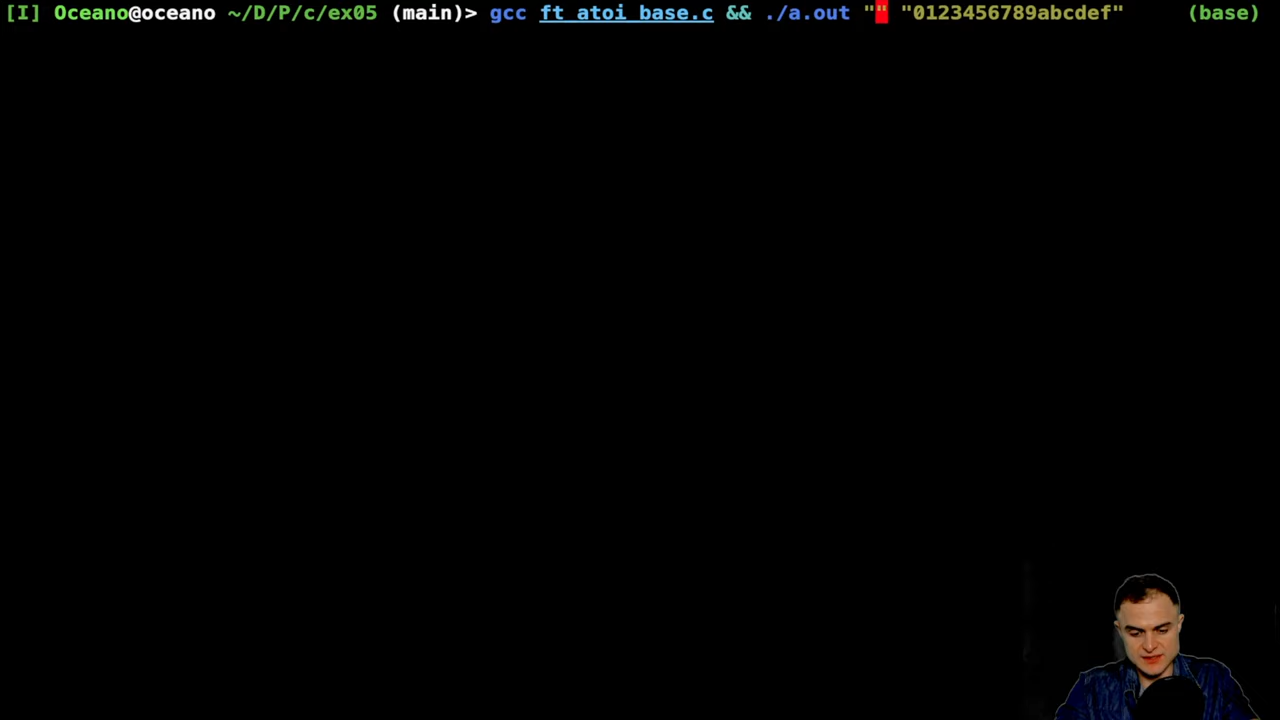 [I] Oceano@oceano ~/D/P/c/ex05 (main)> gcc ft_atoi_base.c && ./a.out "" "0123456789abcdef" (base)